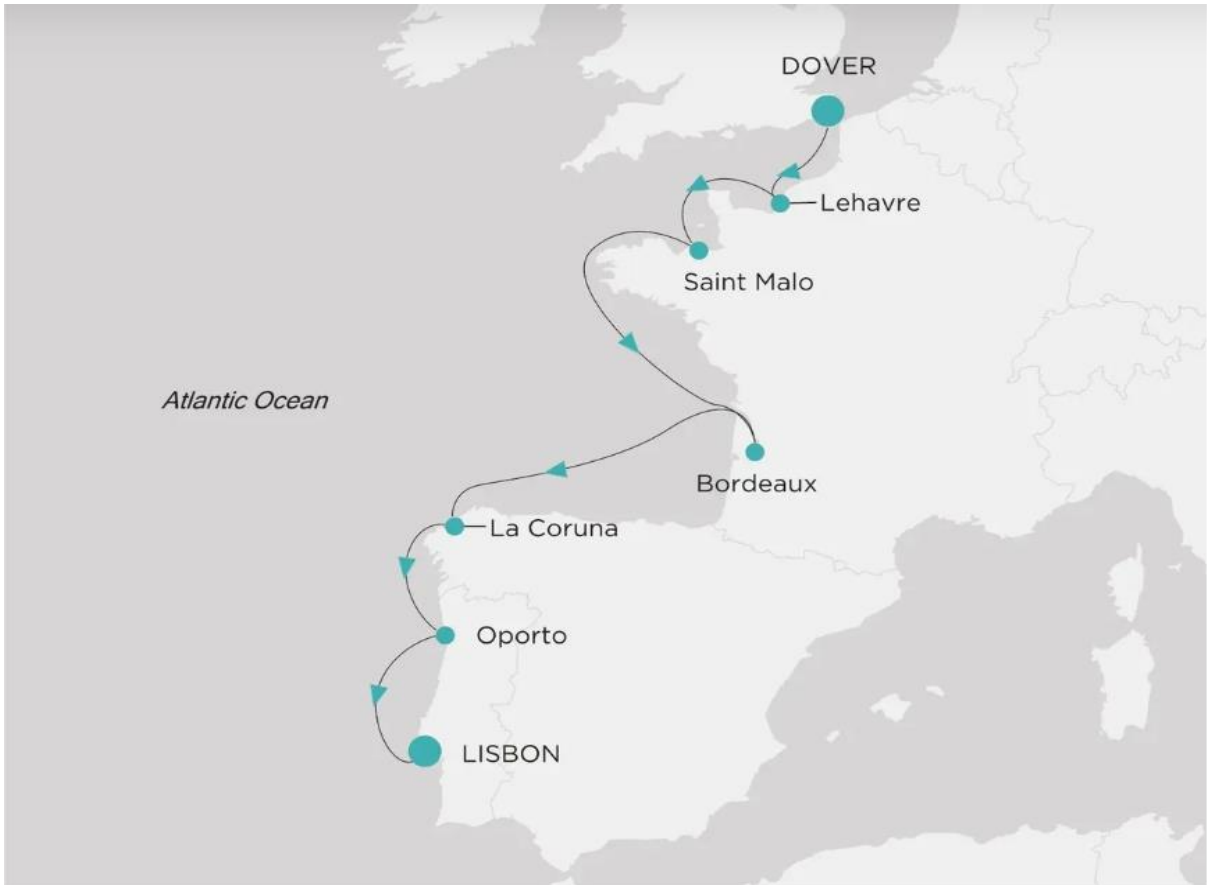 DOVER
Lehavre
Saint Malo
Atlantic Ocean
Bordeaux
La Coruna
Oporto
LISBON